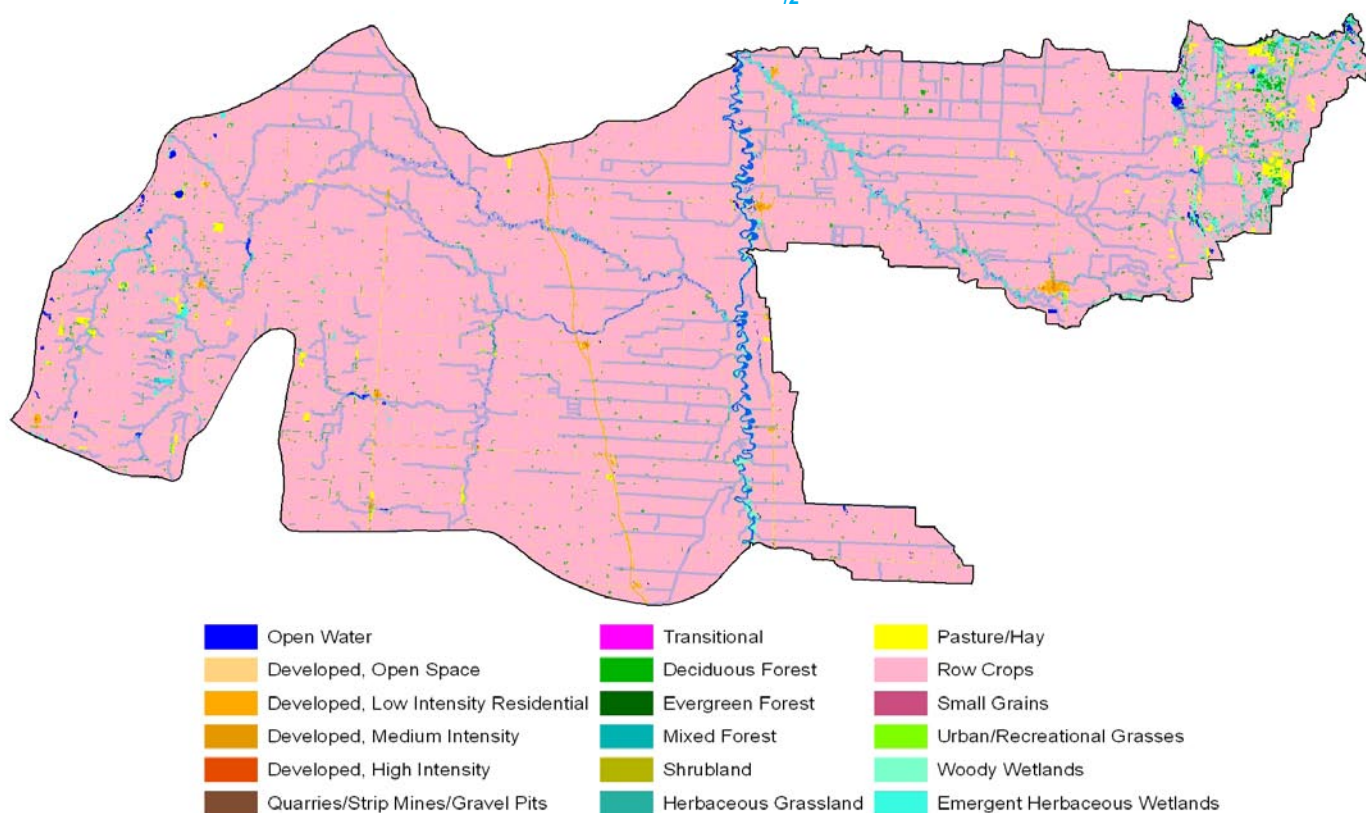 /2
Open Water
Developed, Open Space
Developed, Low Intensity Residential
Developed, Medium Intensity
Developed, High Intensity
Quarries/Strip Mines/Gravel Pits
Transitional
Deciduous Forest
Evergreen Forest
Mixed Forest
Shrubland
Herbaceous Grassland
Pasture/Hay
Row Crops
Small Grains
Urban/Recreational Grasses
Woody Wetlands
Emergent Herbaceous Wetlands